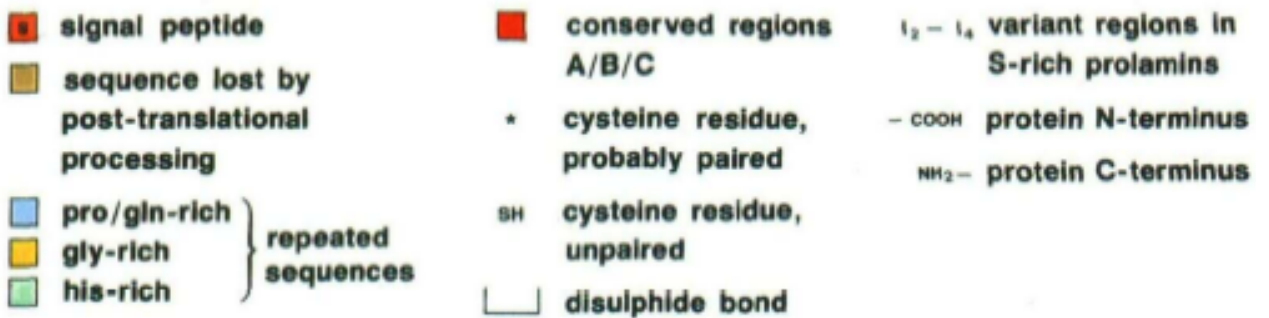 S signal peptide
sequence lost by
post-translational
processing
pro/gln-rich
gly-rich
his-rich
repeated
sequences
conserved regions
A/B/C
* cysteine residue,
probably paired
SH cysteine residue,
unpaired
disulphide bond
I₂ – I₄ variant regions in
S-rich prolamins
– COOH protein N-terminus
NH₂– protein C-terminus